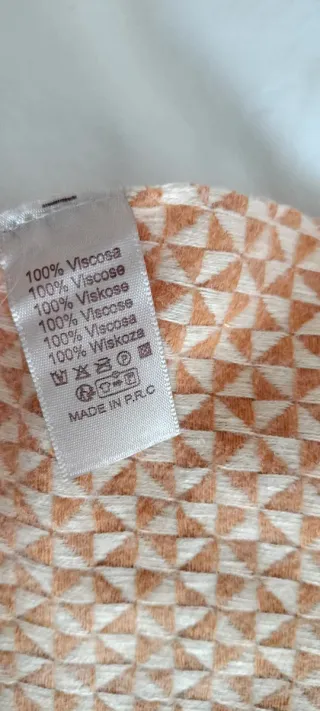 100% Viscosa
100% Viscose
100% Viskose
100% Viscose
100% Viscosa
100% Wiskoza
MADE IN P.R.C